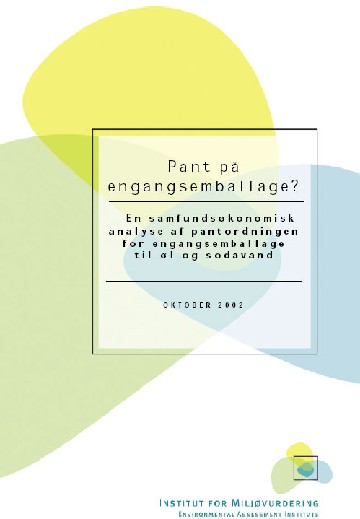 Pant på
engangsemballage?
En samfundsøkonomisk
analyse af pantordningen
for engangsemballage
til øl og sodavand
OKTOBER 2002
INSTITUT FOR MILJØVURDERING
ENVIRONMENTAL ASSESSMENT INSTITUTE